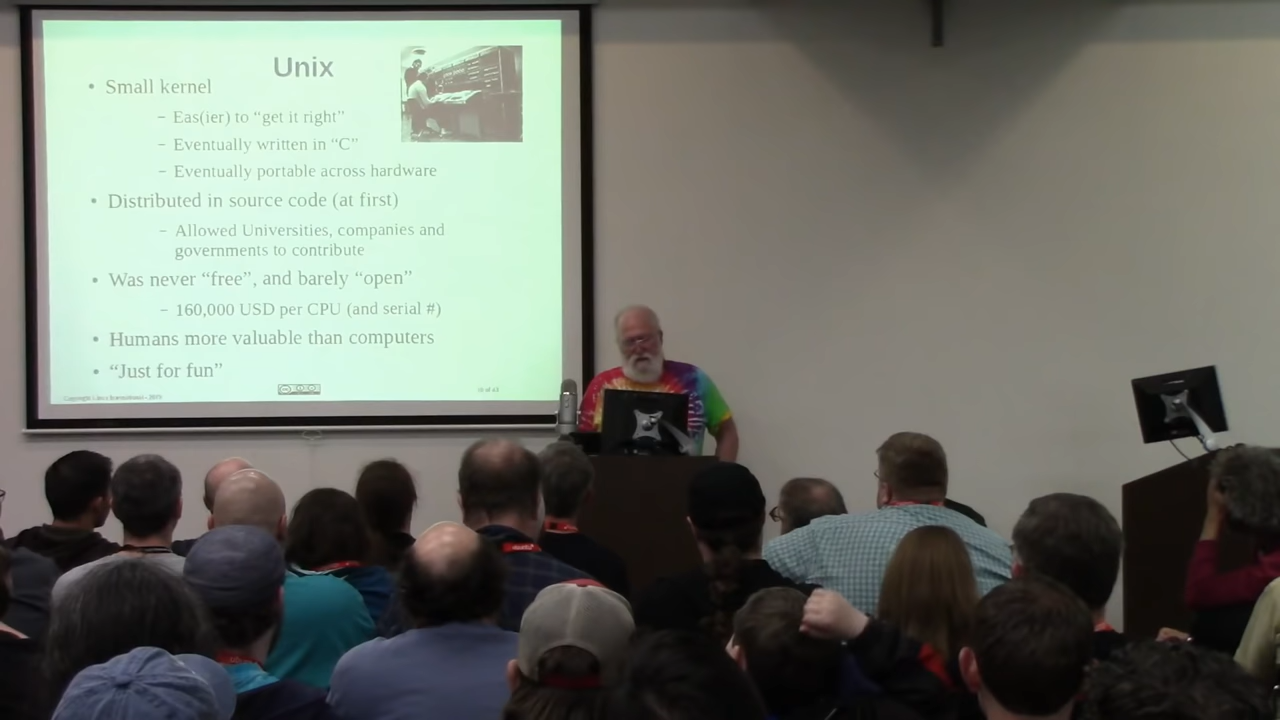 Unix
• Small kernel
– Eas(ier) to “get it right”
– Eventually written in “C”
– Eventually portable across hardware
• Distributed in source code (at first)
– Allowed Universities, companies and
governments to contribute
• Was never “free”, and barely “open”
– 160,000 USD per CPU (and serial #)
• Humans more valuable than computers
• “Just for fun”